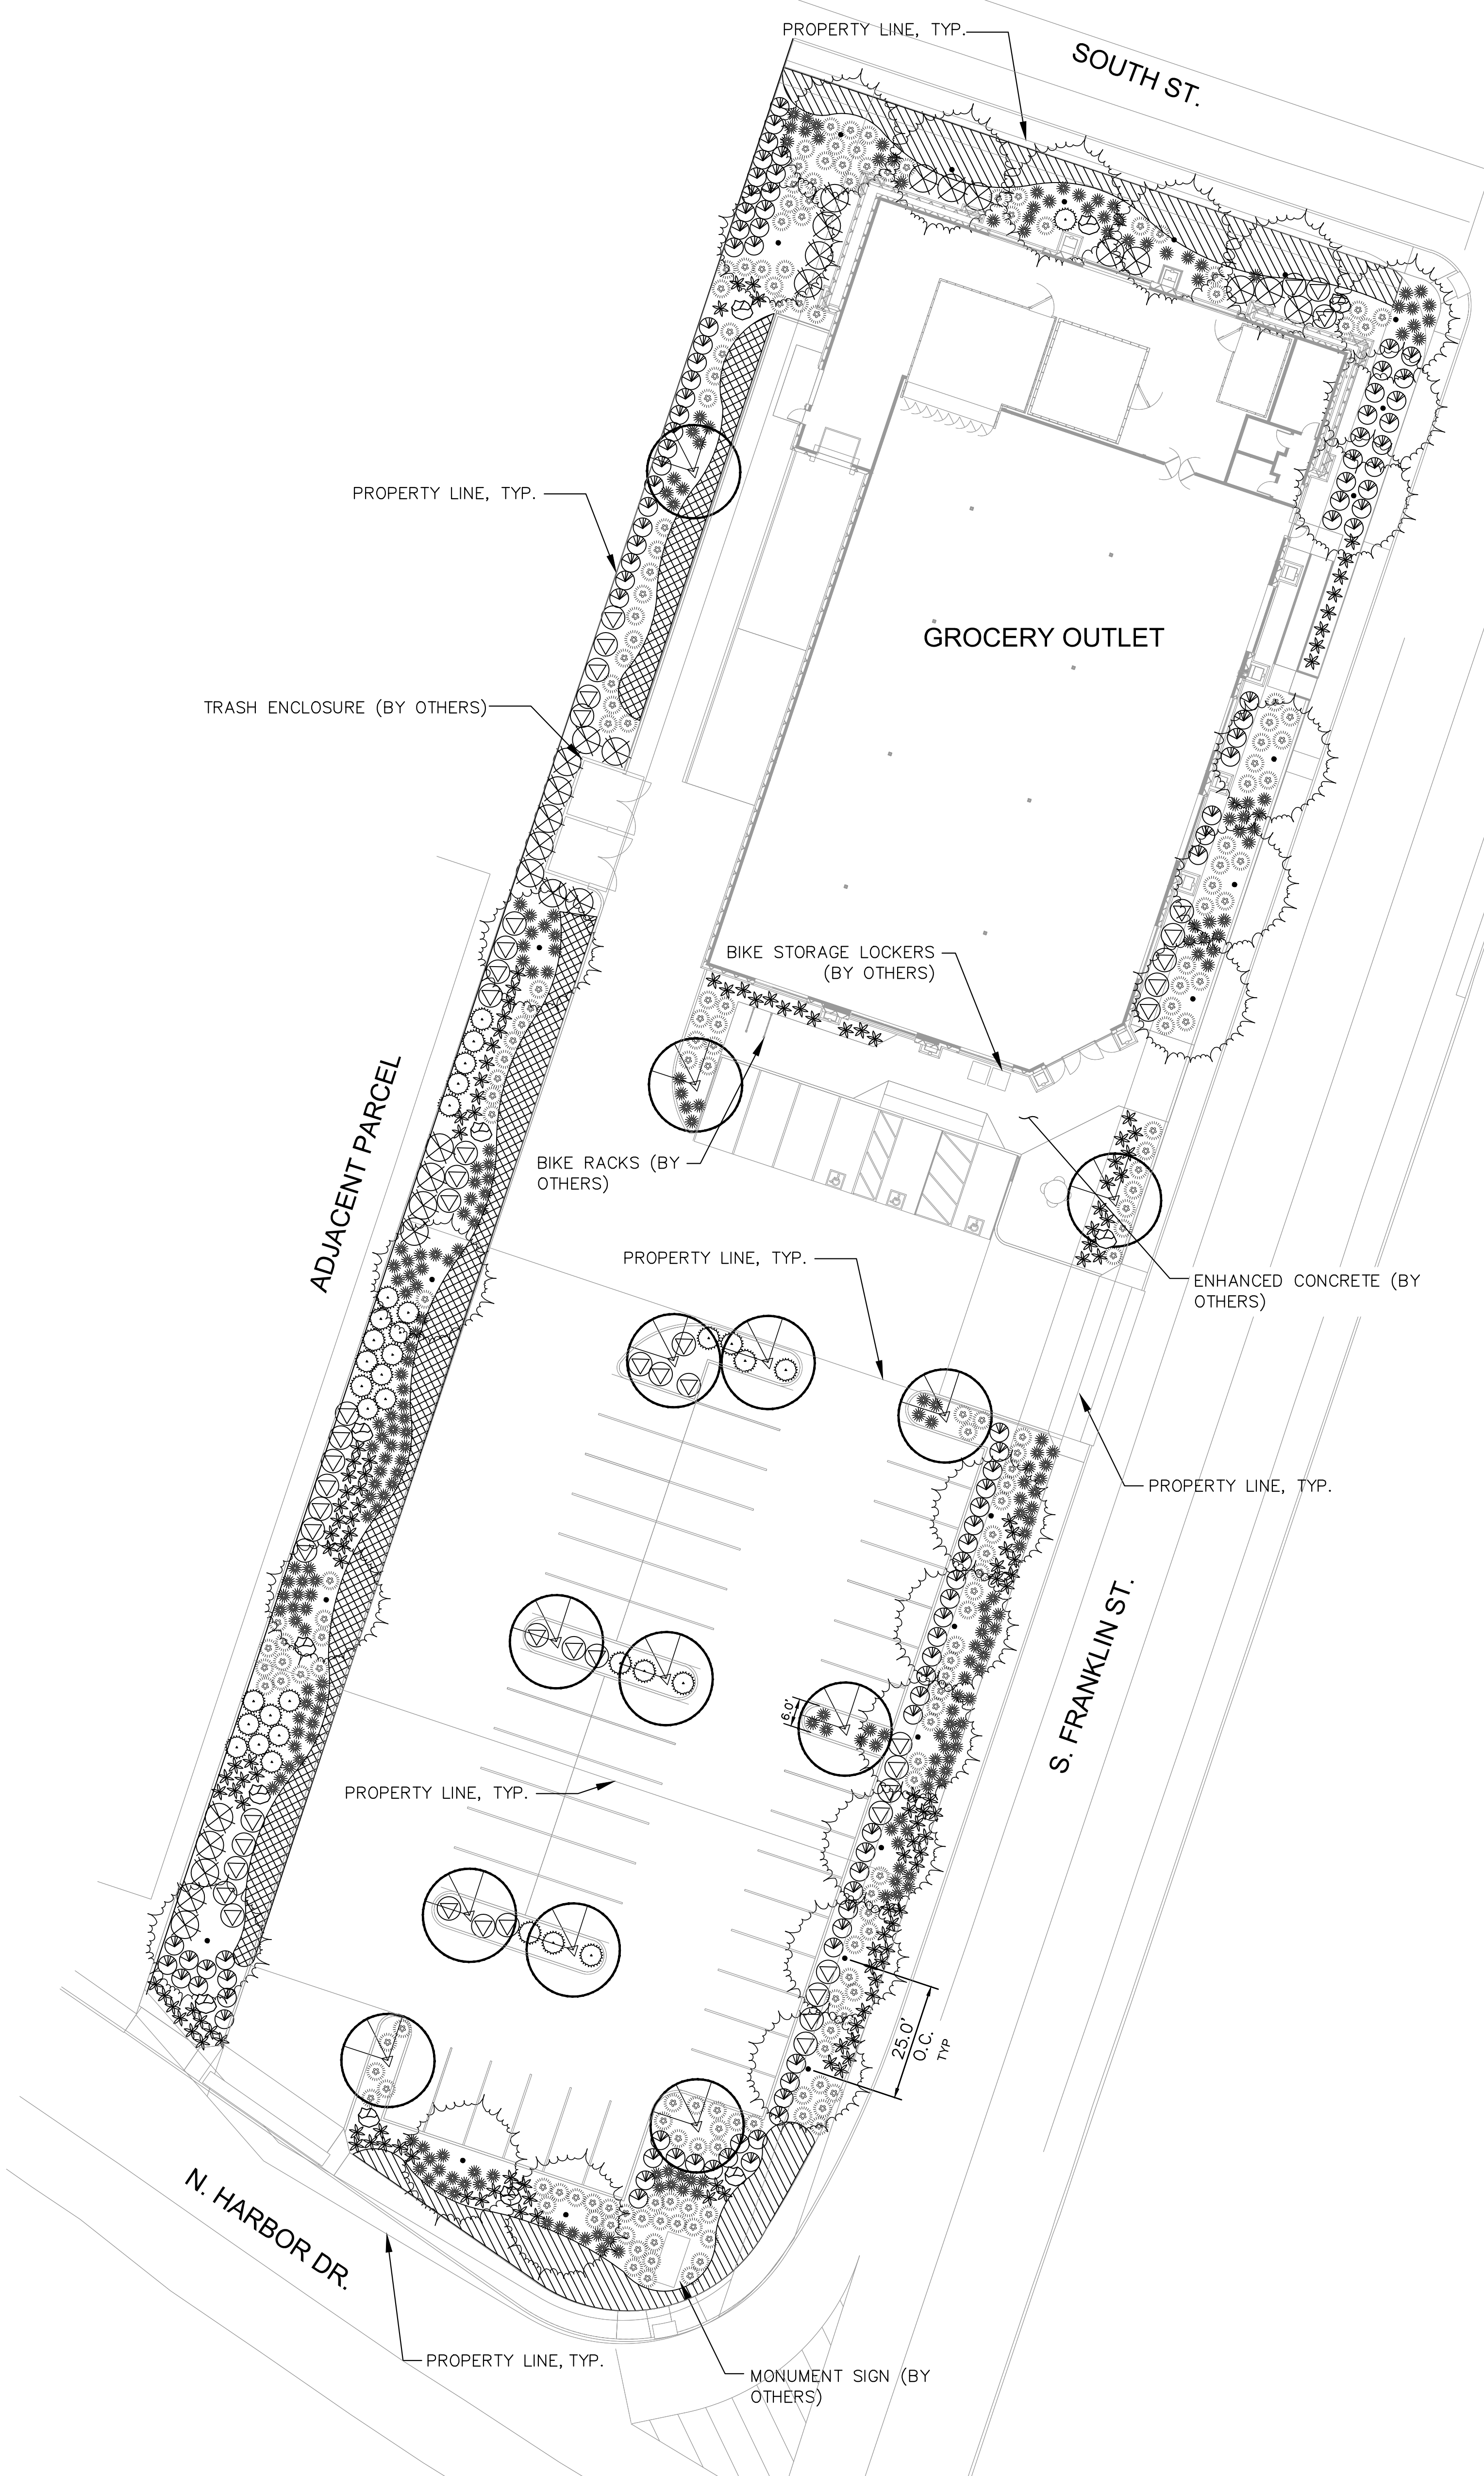 PROPERTY LINE, TYP.
SOUTH ST.
PROPERTY LINE, TYP.
GROCERY OUTLET
TRASH ENCLOSURE (BY OTHERS)
BIKE STORAGE LOCKERS
(BY OTHERS)
ADJACENT PARCEL
BIKE RACKS (BY
OTHERS)
PROPERTY LINE, TYP.
ENHANCED CONCRETE (BY
OTHERS)
PROPERTY LINE, TYP.
S. FRANKLIN ST.
6.0'
PROPERTY LINE, TYP.
25.0'
O.C.
TYP
N. HARBOR DR.
PROPERTY LINE, TYP.
MONUMENT SIGN (BY
OTHERS)